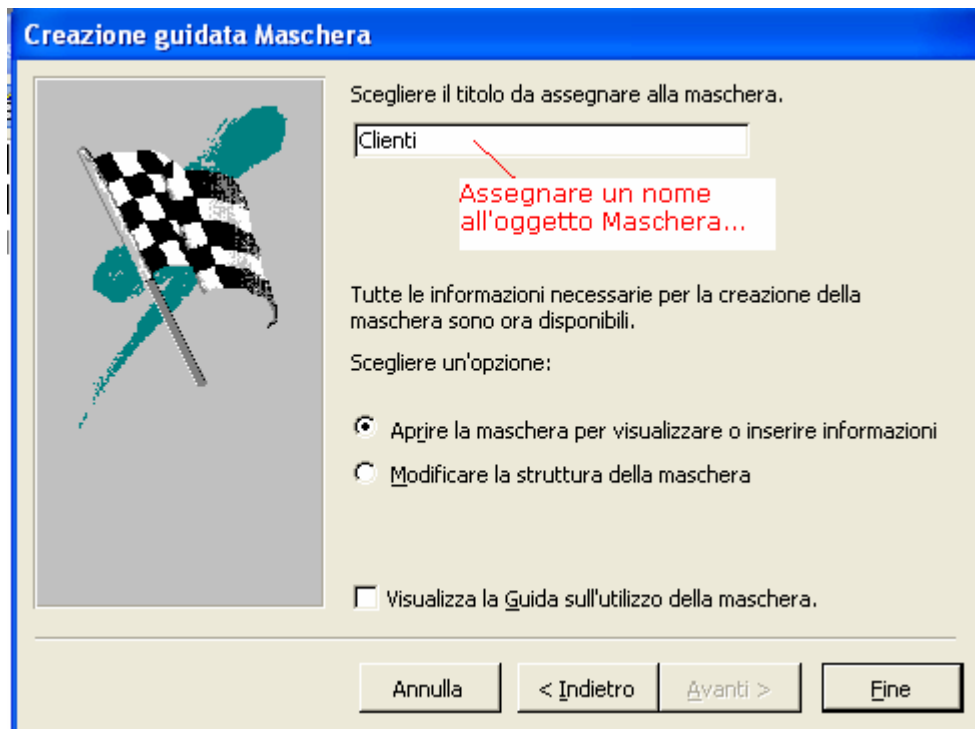 Creazione guidata Maschera
Scegliere il titolo da assegnare alla maschera.
Clienti
Assegnare un nome
all'oggetto Maschera...
Tutte le informazioni necessarie per la creazione della
maschera sono ora disponibili.
Scegliere un'opzione:
Aprire la maschera per visualizzare o inserire informazioni
Modificare la struttura della maschera
Visualizza la Guida sull'utilizzo della maschera.
Annulla
< Indietro
Avanti >
Fine